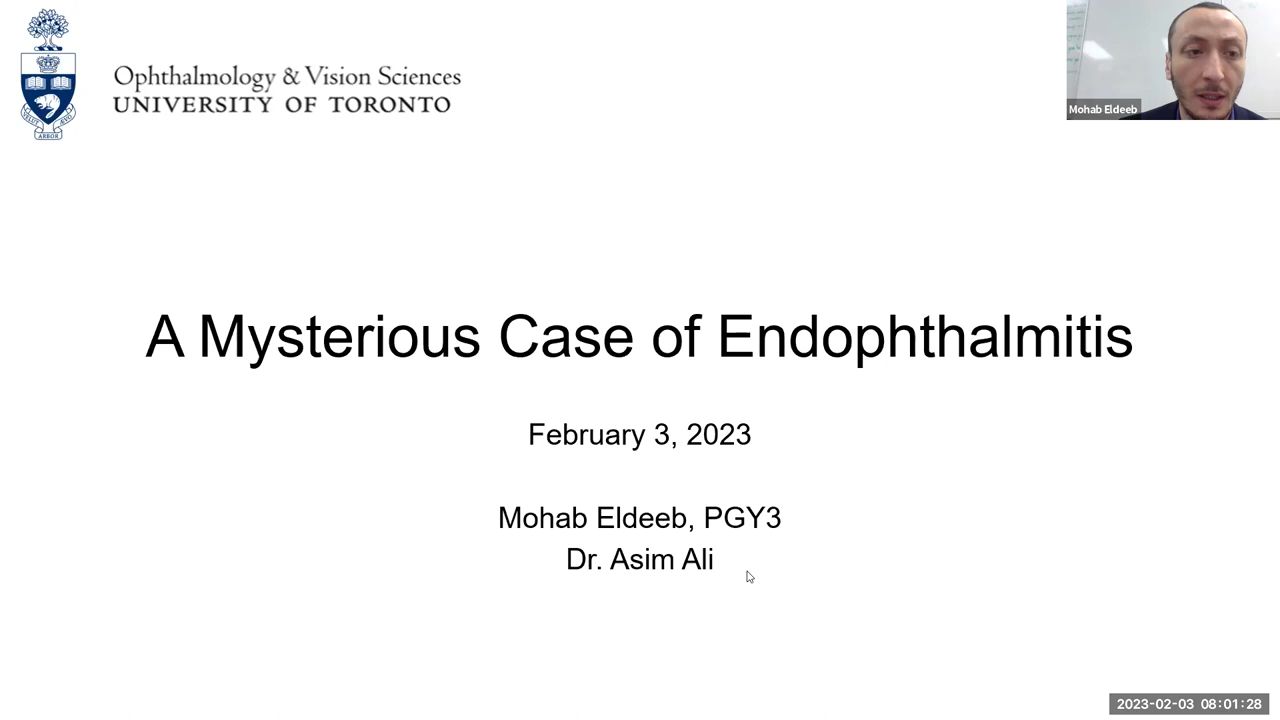 Ophthalmology & Vision Sciences
UNIVERSITY OF TORONTO
ARBOR
Mohab Eldeeb
A Mysterious Case of Endophthalmitis
February 3, 2023
Mohab Eldeeb, PGY3
Dr. Asim Ali
2023-02-03 08:01:28